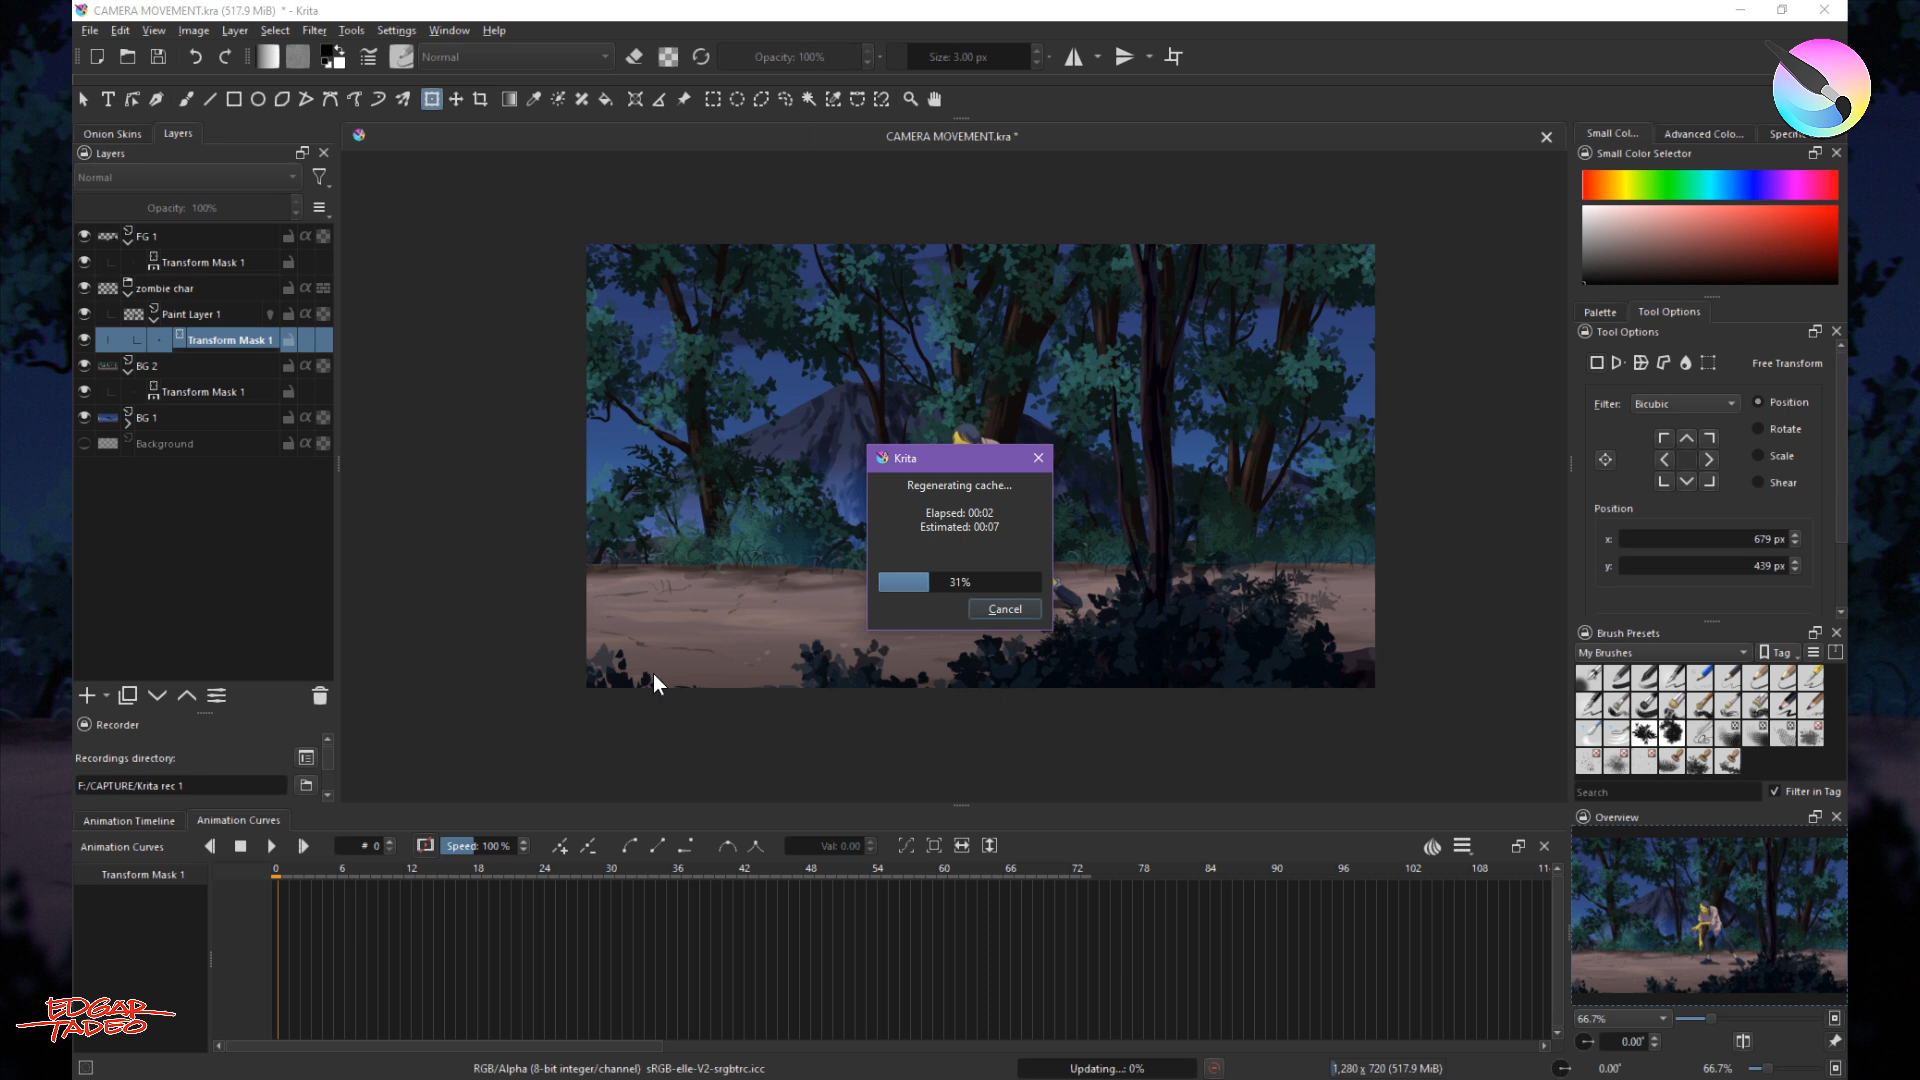 CAMERA MOVEMENT.kra (517.9 MiB) * - Krita
File Edit View Image Layer Select Filter Tools Settings Window Help
Normal
Opacity: 100%
Size: 3.00 px
Onion Skins Layers
Layers
Normal
Opacity: 100%
FG 1
Transform Mask 1
zombie char
Paint Layer 1
Transform Mask 1
BG 2
Transform Mask 1
BG 1
Background
Recorder
Recordings directory:
F:/CAPTURE/Krita rec 1
CAMERA MOVEMENT.kra *
Krita
Regenerating cache...
Elapsed: 00:02
Estimated: 00:07
31%
Cancel
Small Col... Advanced Colo...
Small Color Selector
Palette Tool Options
Tool Options
Free Transform
Filter: Bicubic
Position
Rotate
Scale
Shear
Position
x: 679 px
y: 439 px
Brush Presets
My Brushes
Tag
Search
Filter in Tag
Overview
66.7%
0.00°
Animation Timeline Animation Curves
Animation Curves
# 0
Speed: 100 %
Val: 0.00
Transform Mask 1
0 6 12 18 24 30 36 42 48 54 60 66 72 78 84 90 96 102 108
EDGAR
TADEO
RGB/Alpha (8-bit integer/channel) sRGB-elle-V2-srgbtrc.icc
Updating...: 0%
1,280 x 720 (517.9 MiB)
0.00°
66.7%